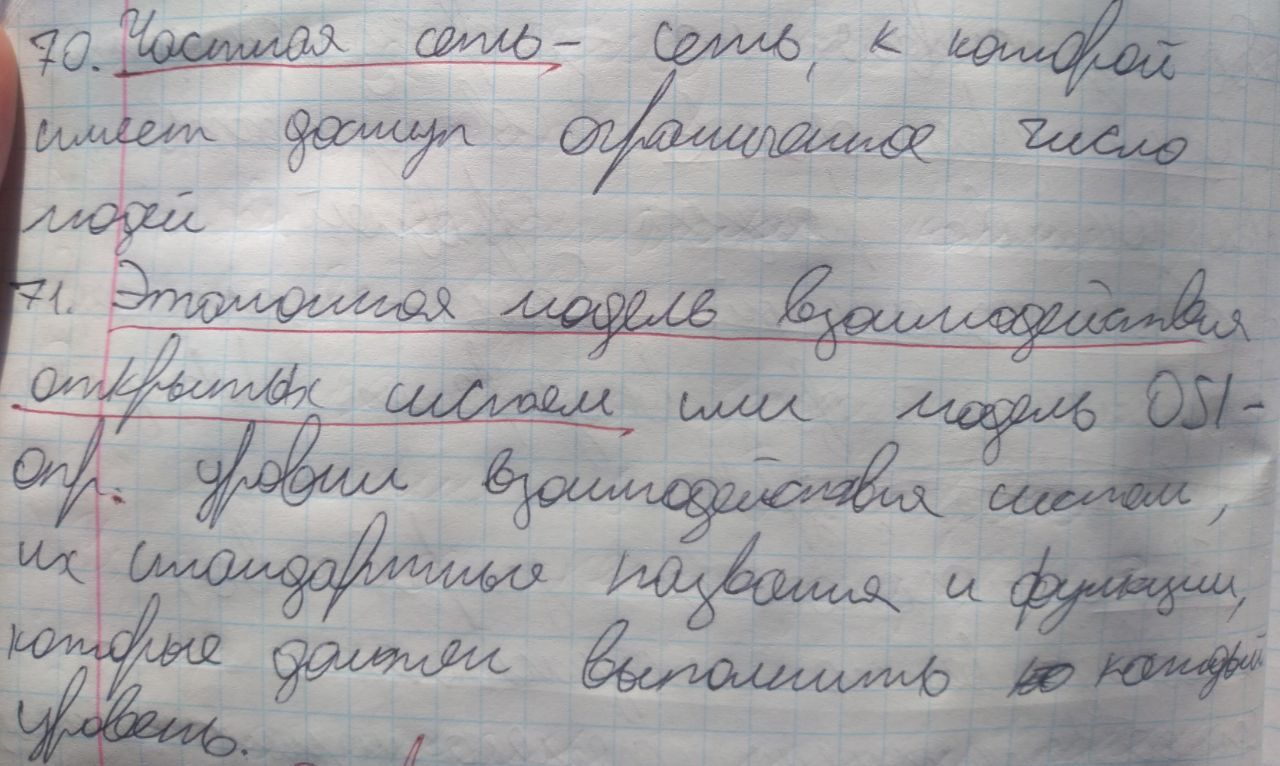 70. Частная сеть – сеть, к которой
имеет доступ ограниченное число
людей
71. Эталонная модель взаимодействия
открытых систем или модель OSI –
опр. уровни взаимодействия систем,
их стандартные названия и функции,
которые должен выполнить каждый
уровень.